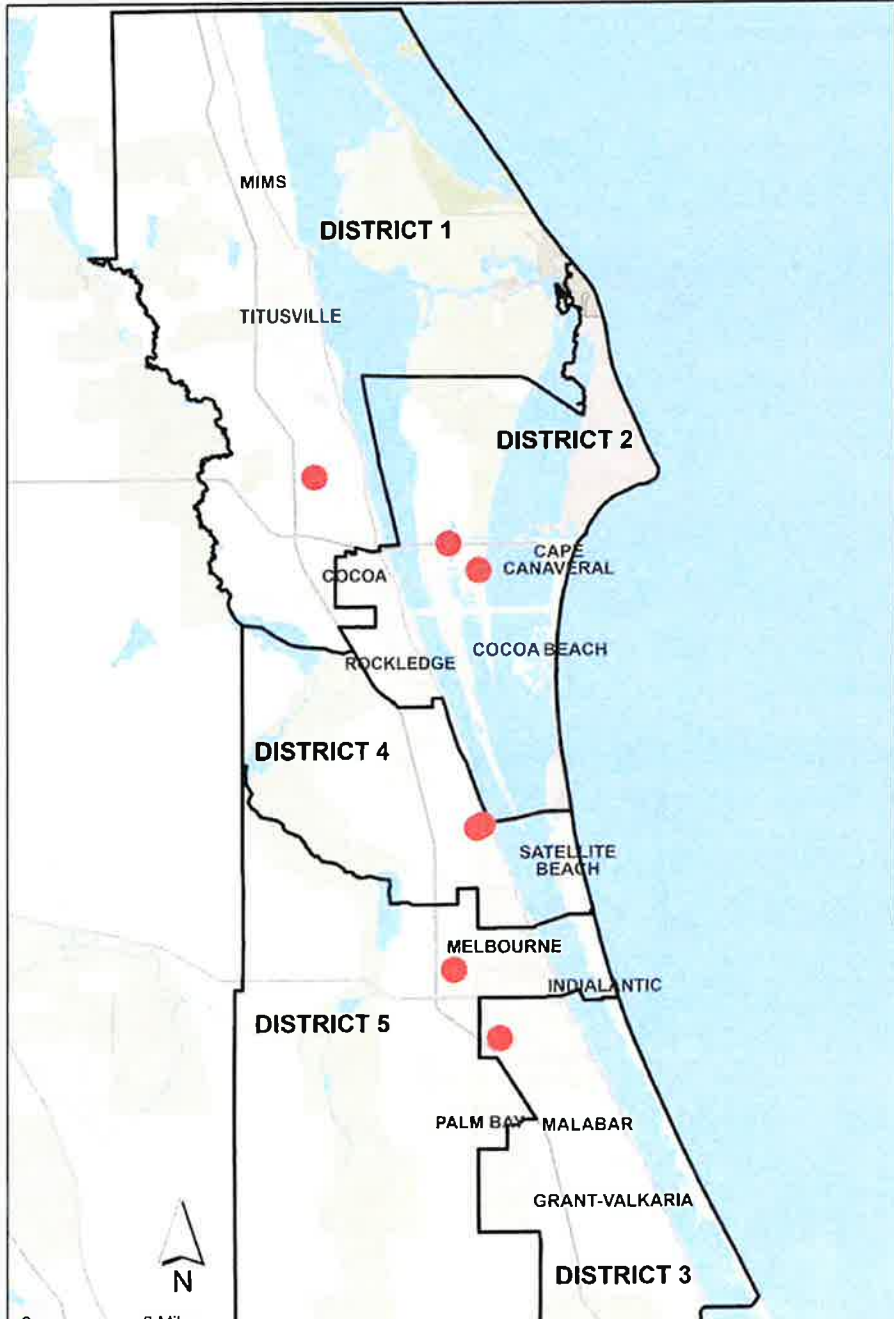 MIMS
DISTRICT 1
TITUSVILLE
DISTRICT 2
CAPE
CANAVERAL
COCOA
COCOA BEACH
ROCKLEDGE
DISTRICT 4
SATELLITE
BEACH
MELBOURNE
INDIALANTIC
DISTRICT 5
PALM BAY
MALABAR
GRANT-VALKARIA
N
DISTRICT 3